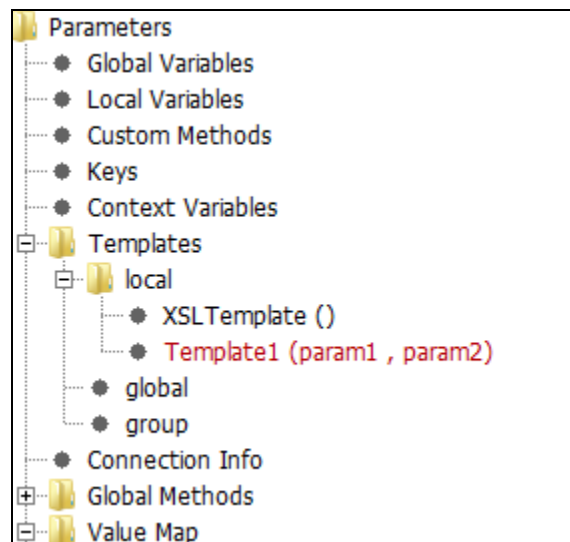 Parameters
Global Variables
Local Variables
Custom Methods
Keys
Context Variables
Templates
local
XSLTemplate ()
Template1 (param1 , param2)
global
group
Connection Info
Global Methods
Value Map